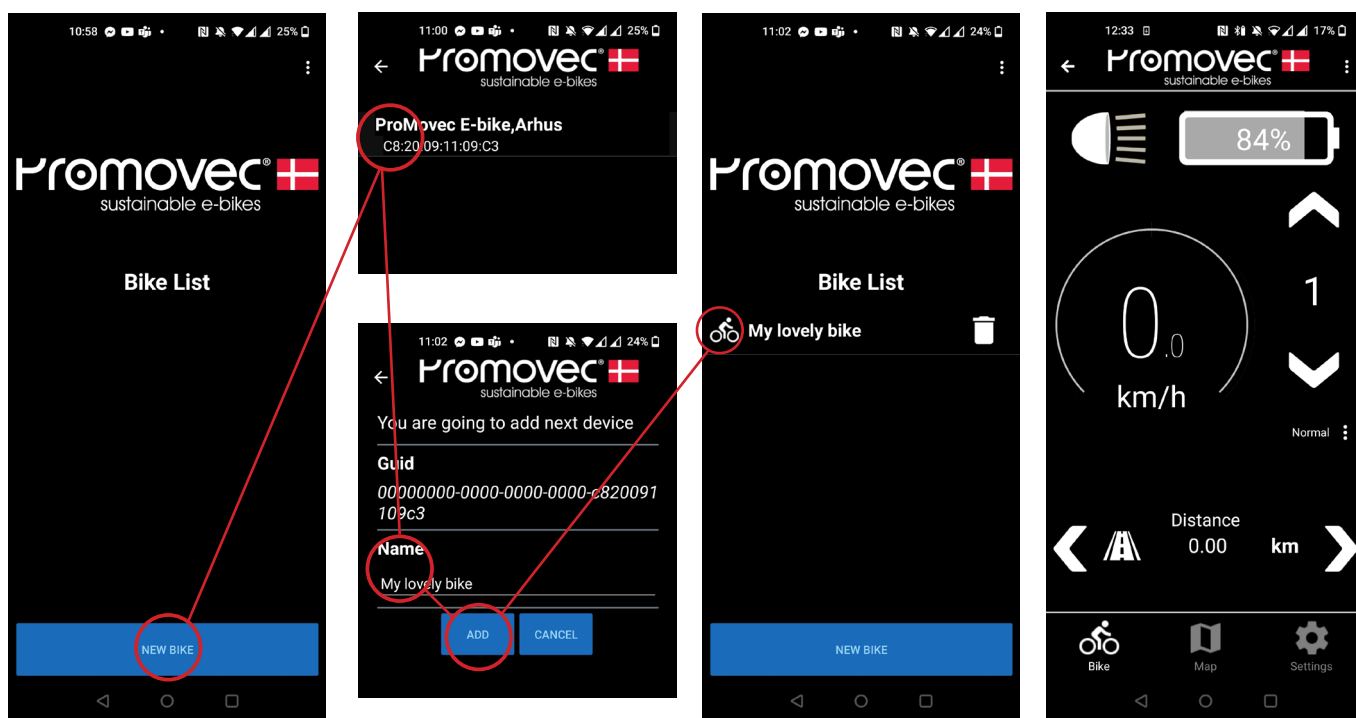 10:58 25%
Promovec®
sustainable e-bikes
Bike List
NEW BIKE
11:00 25%
Promovec®
sustainable e-bikes
ProMovec E-bike,Arhus
C8:20:09:11:09:C3
11:02 24%
Promovec®
sustainable e-bikes
You are going to add next device
Guid
00000000-0000-0000-0000-c820091
109c3
Name
My lovely bike
ADD CANCEL
11:02 24%
Promovec®
sustainable e-bikes
Bike List
My lovely bike
NEW BIKE
12:33 17%
Promovec®
sustainable e-bikes
84%
1
0.0
km/h
Normal
Distance
0.00 km
Bike Map Settings